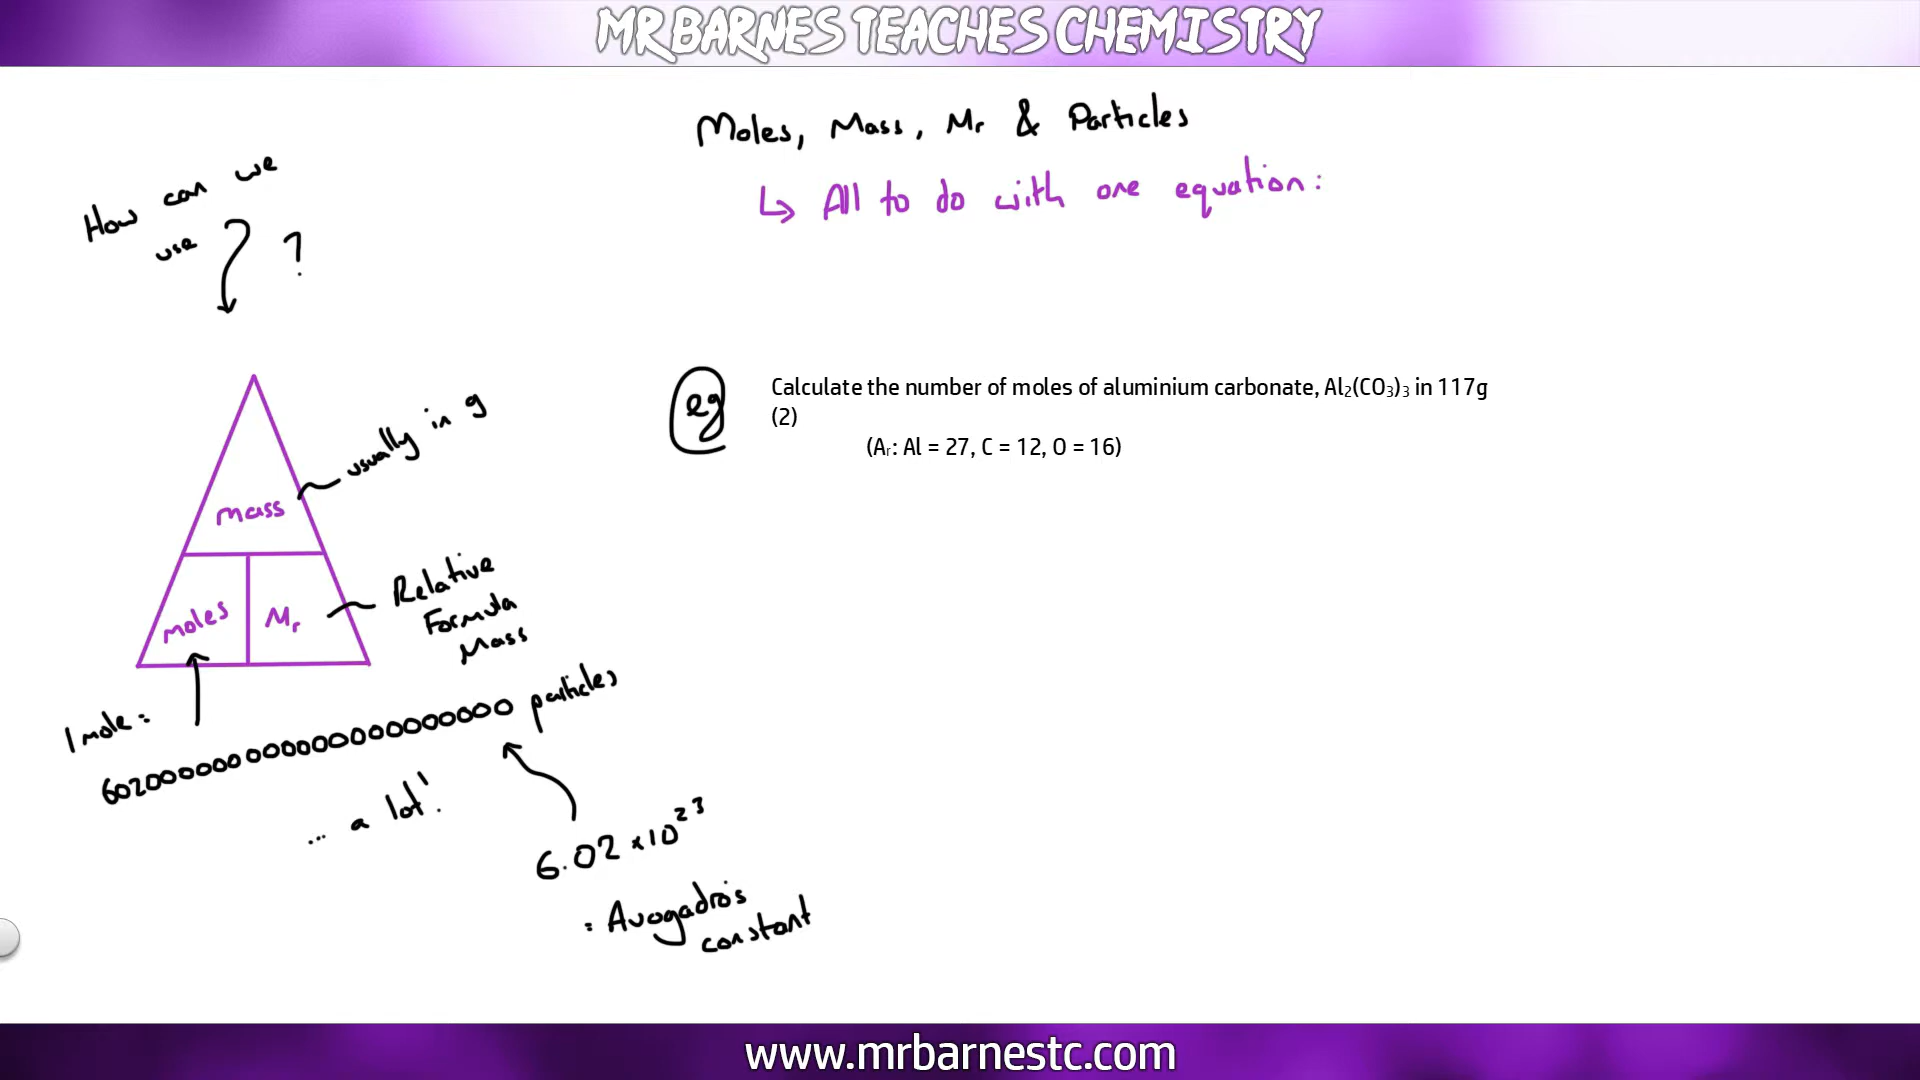 MR BARNES TEACHES CHEMISTRY
Moles, Mass, Mr & Particles
↳ All to do with one equation:
How can we
use ?
mass
usually in g
moles
Mr
Relative
Formula
Mass
1 mole =
602000000000000000000000 particles
... a lot!
6.02 × 10²³
= Avogadro's
constant
eg
Calculate the number of moles of aluminium carbonate, Al₂(CO₃)₃ in 117g
(2)
(Aᵣ: Al = 27, C = 12, O = 16)
www.mrbarnestc.com